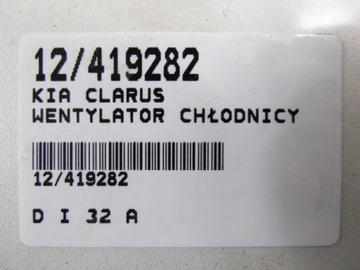 12/419282
KIA CLARUS
WENTYLATOR CHŁODNICY
12/419282
D I 32 A